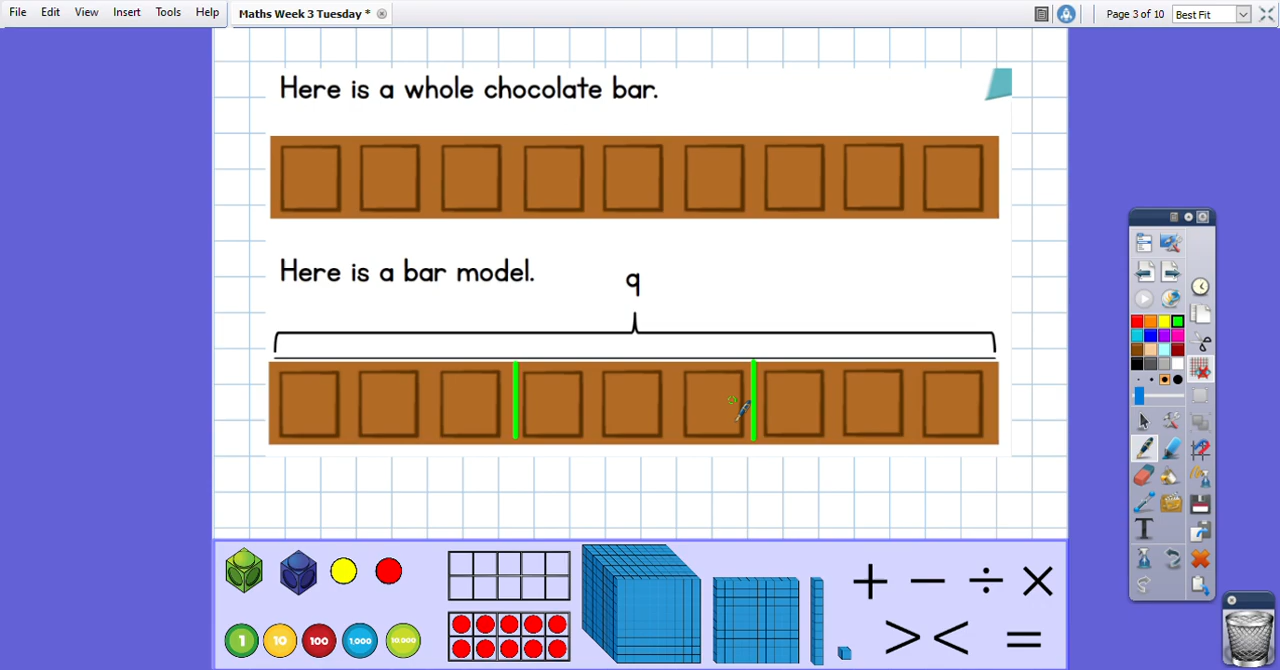 File Edit View Insert Tools Help
Maths Week 3 Tuesday *
Page 3 of 10
Best Fit
Here is a whole chocolate bar.
Here is a bar model.
q
+ − ÷ ×
1 10 100 1,000 10,000
> < =
T